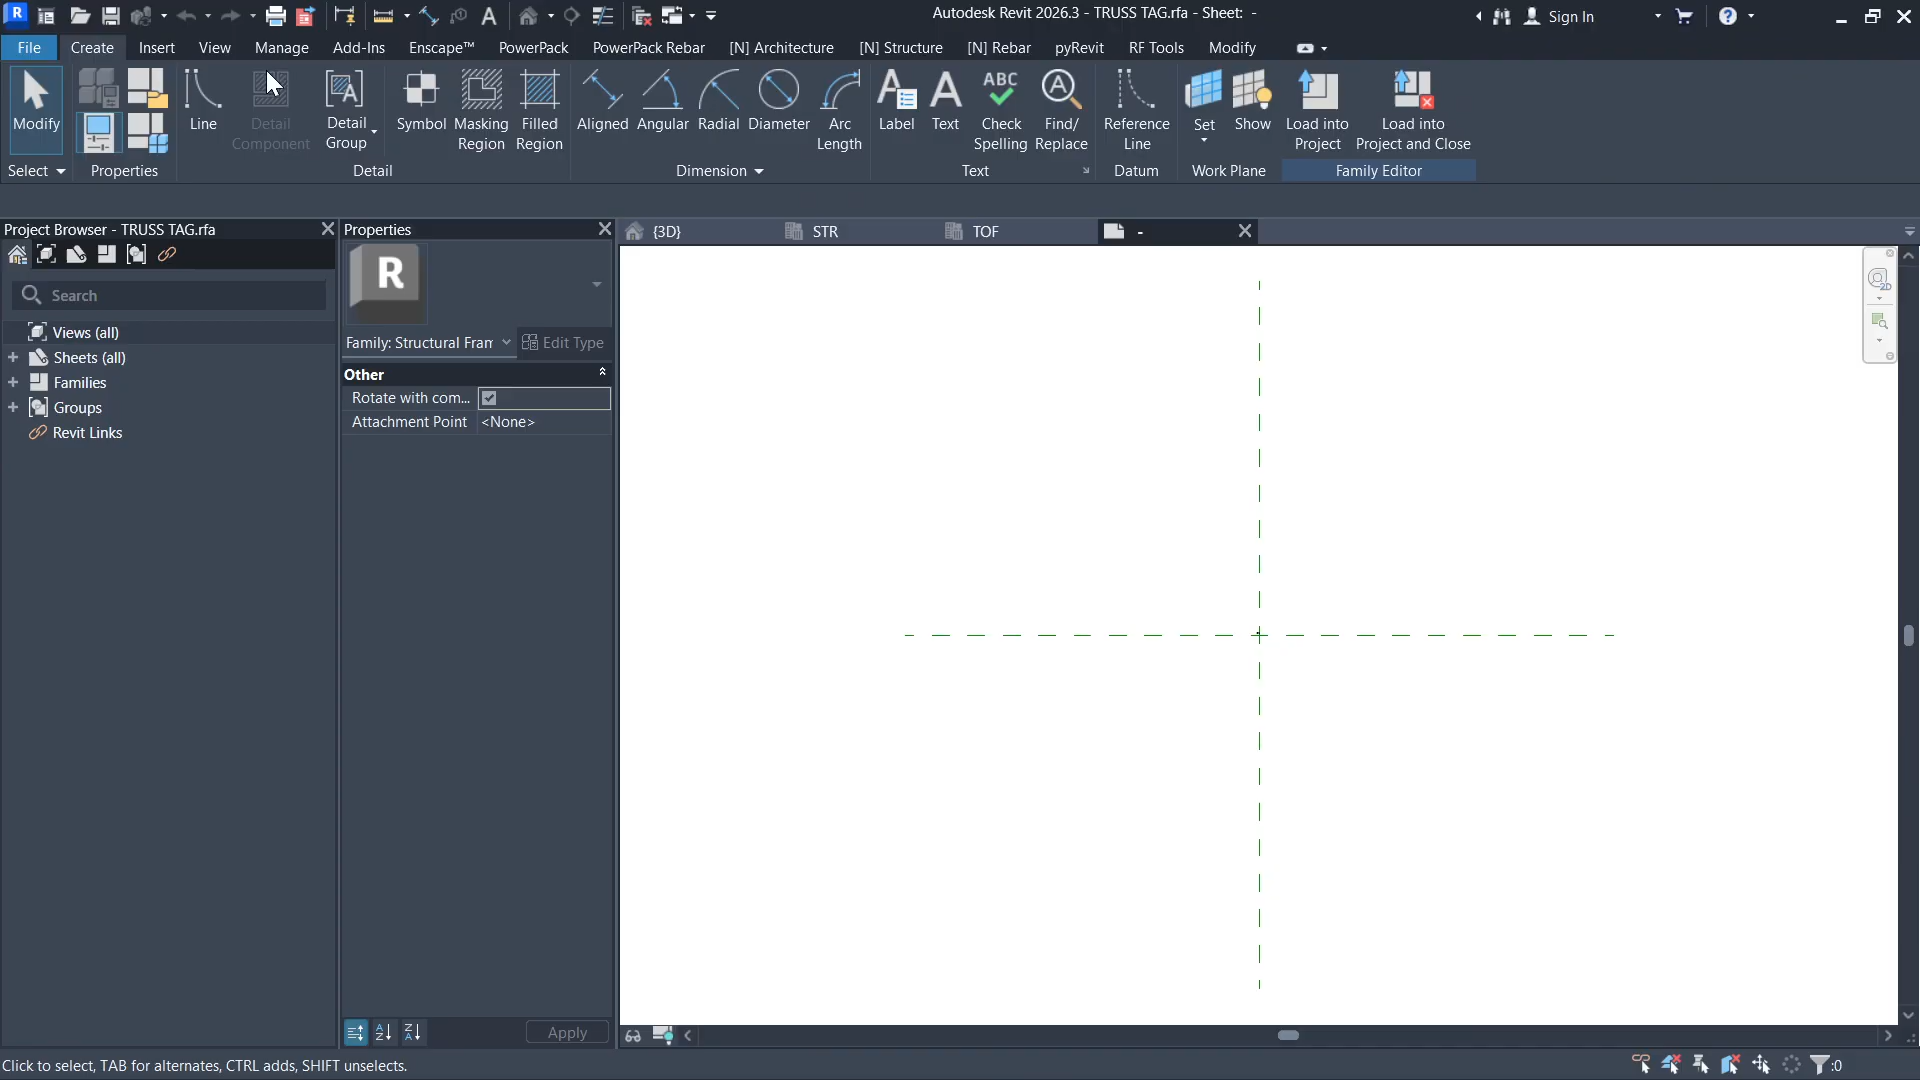 Autodesk Revit 2026.3 - TRUSS TAG.rfa - Sheet: -
Sign In
File Create Insert View Manage Add-Ins Enscape™ PowerPack PowerPack Rebar [N] Architecture [N] Structure [N] Rebar pyRevit RF Tools Modify
Modify
Line
Detail Component
Detail Group
Symbol
Masking Region
Filled Region
Aligned
Angular
Radial
Diameter
Arc Length
Label
Text
ABC
Check Spelling
Find/ Replace
Reference Line
Set
Show
Load into Project
Load into Project and Close
Select Properties Detail Dimension Text Datum Work Plane Family Editor
Project Browser - TRUSS TAG.rfa
Search
Views (all)
Sheets (all)
Families
Groups
Revit Links
Properties
R
Family: Structural Fram
Edit Type
Other
Rotate with com...
Attachment Point <None>
Apply
{3D} STR TOF -
2D
Click to select, TAB for alternates, CTRL adds, SHIFT unselects.
:0